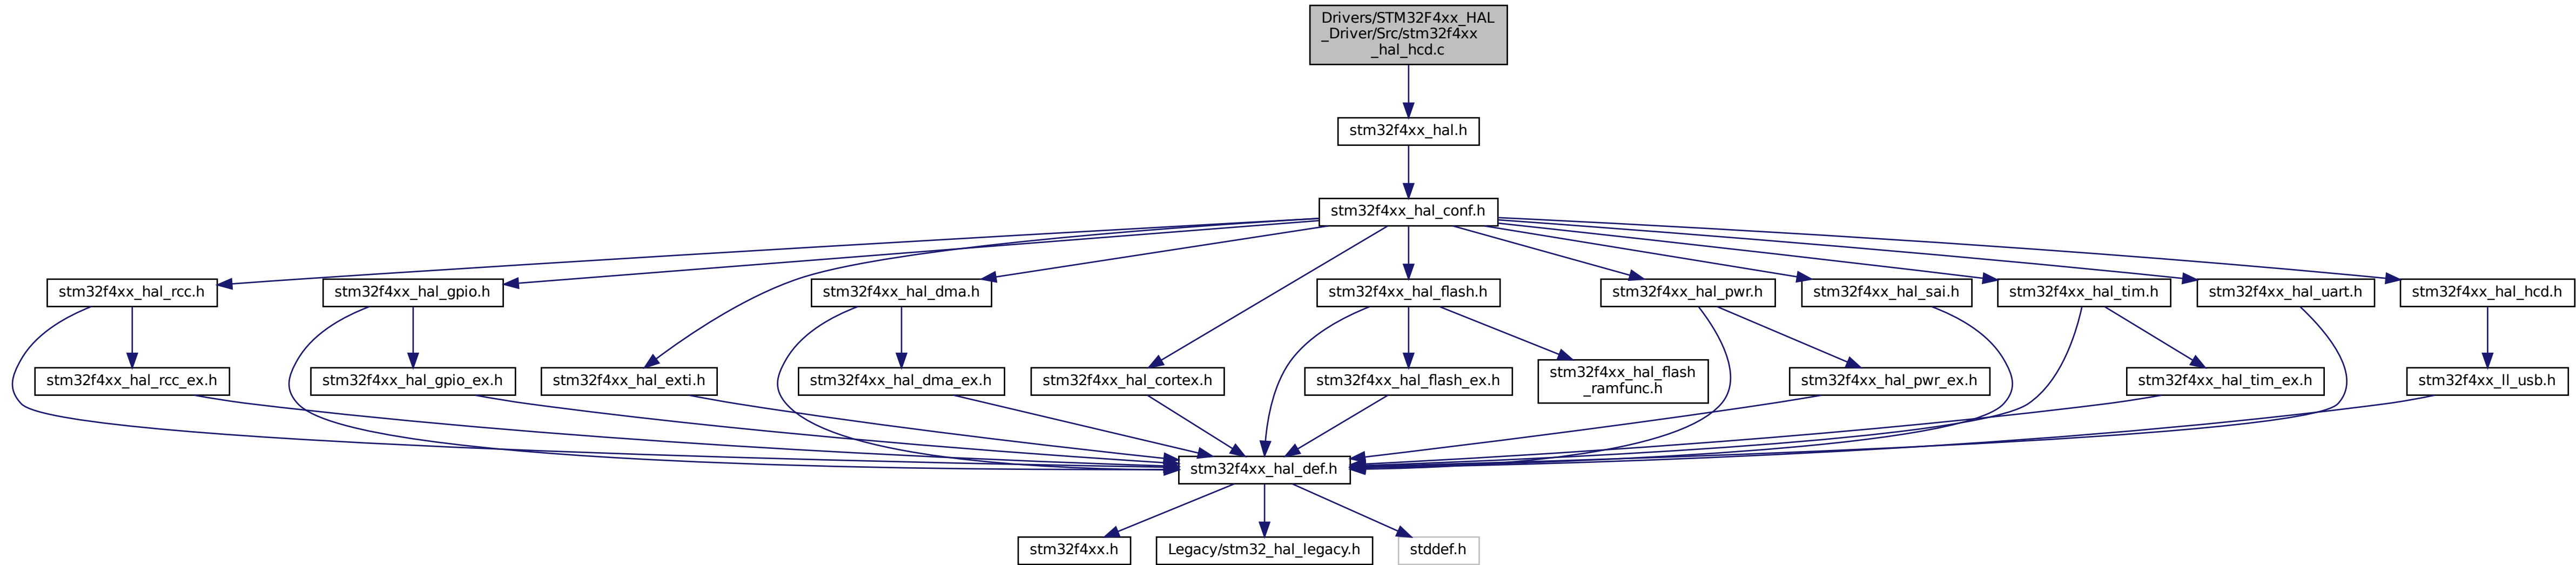 Drivers/STM32F4xx_HAL
_Driver/Src/stm32f4xx
_hal_hcd.c
stm32f4xx_hal.h
stm32f4xx_hal_conf.h
stm32f4xx_hal_rcc.h
stm32f4xx_hal_gpio.h
stm32f4xx_hal_dma.h
stm32f4xx_hal_flash.h
stm32f4xx_hal_pwr.h
stm32f4xx_hal_sai.h
stm32f4xx_hal_tim.h
stm32f4xx_hal_uart.h
stm32f4xx_hal_hcd.h
stm32f4xx_hal_rcc_ex.h
stm32f4xx_hal_gpio_ex.h
stm32f4xx_hal_exti.h
stm32f4xx_hal_dma_ex.h
stm32f4xx_hal_cortex.h
stm32f4xx_hal_flash_ex.h
stm32f4xx_hal_flash
_ramfunc.h
stm32f4xx_hal_pwr_ex.h
stm32f4xx_hal_tim_ex.h
stm32f4xx_ll_usb.h
stm32f4xx_hal_def.h
stm32f4xx.h
Legacy/stm32_hal_legacy.h
stddef.h